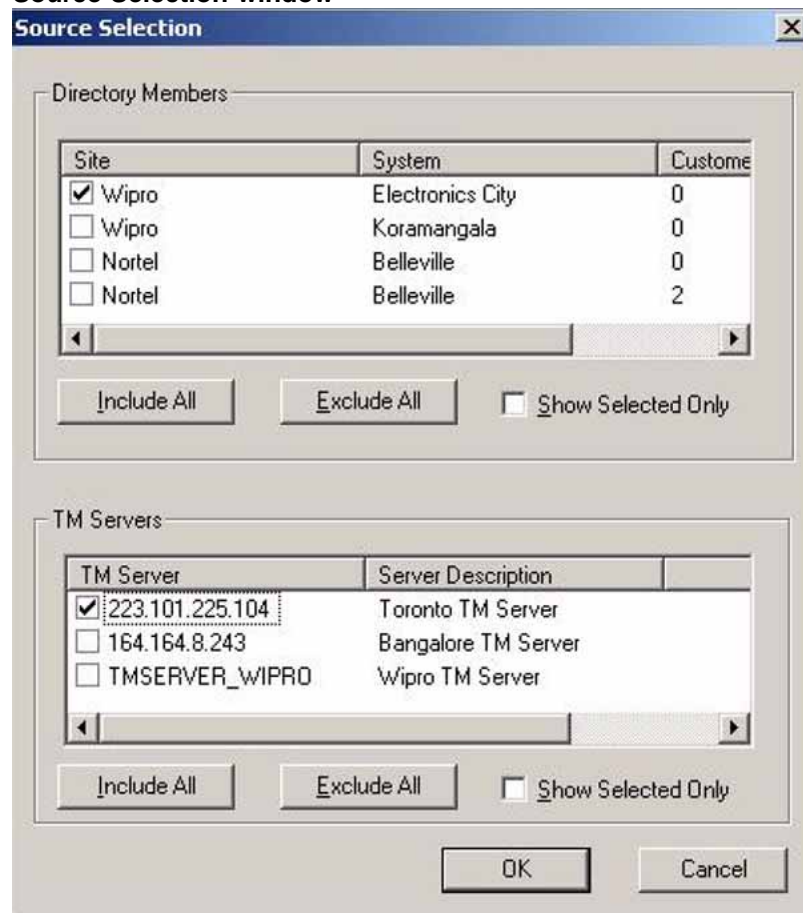 Source Selection window
Source Selection
Directory Members
Site System Custome
Wipro Electronics City 0
Wipro Koramangala 0
Nortel Belleville 0
Nortel Belleville 2
Include All Exclude All Show Selected Only
TM Servers
TM Server Server Description
223.101.225.104 Toronto TM Server
164.164.8.243 Bangalore TM Server
TMSERVER_WIPRO Wipro TM Server
Include All Exclude All Show Selected Only
OK Cancel